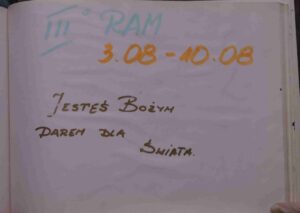 III° RAM
3.08 - 10.08
JESTEŚ BOŻYM
DAREM DLA
ŚWIATA.